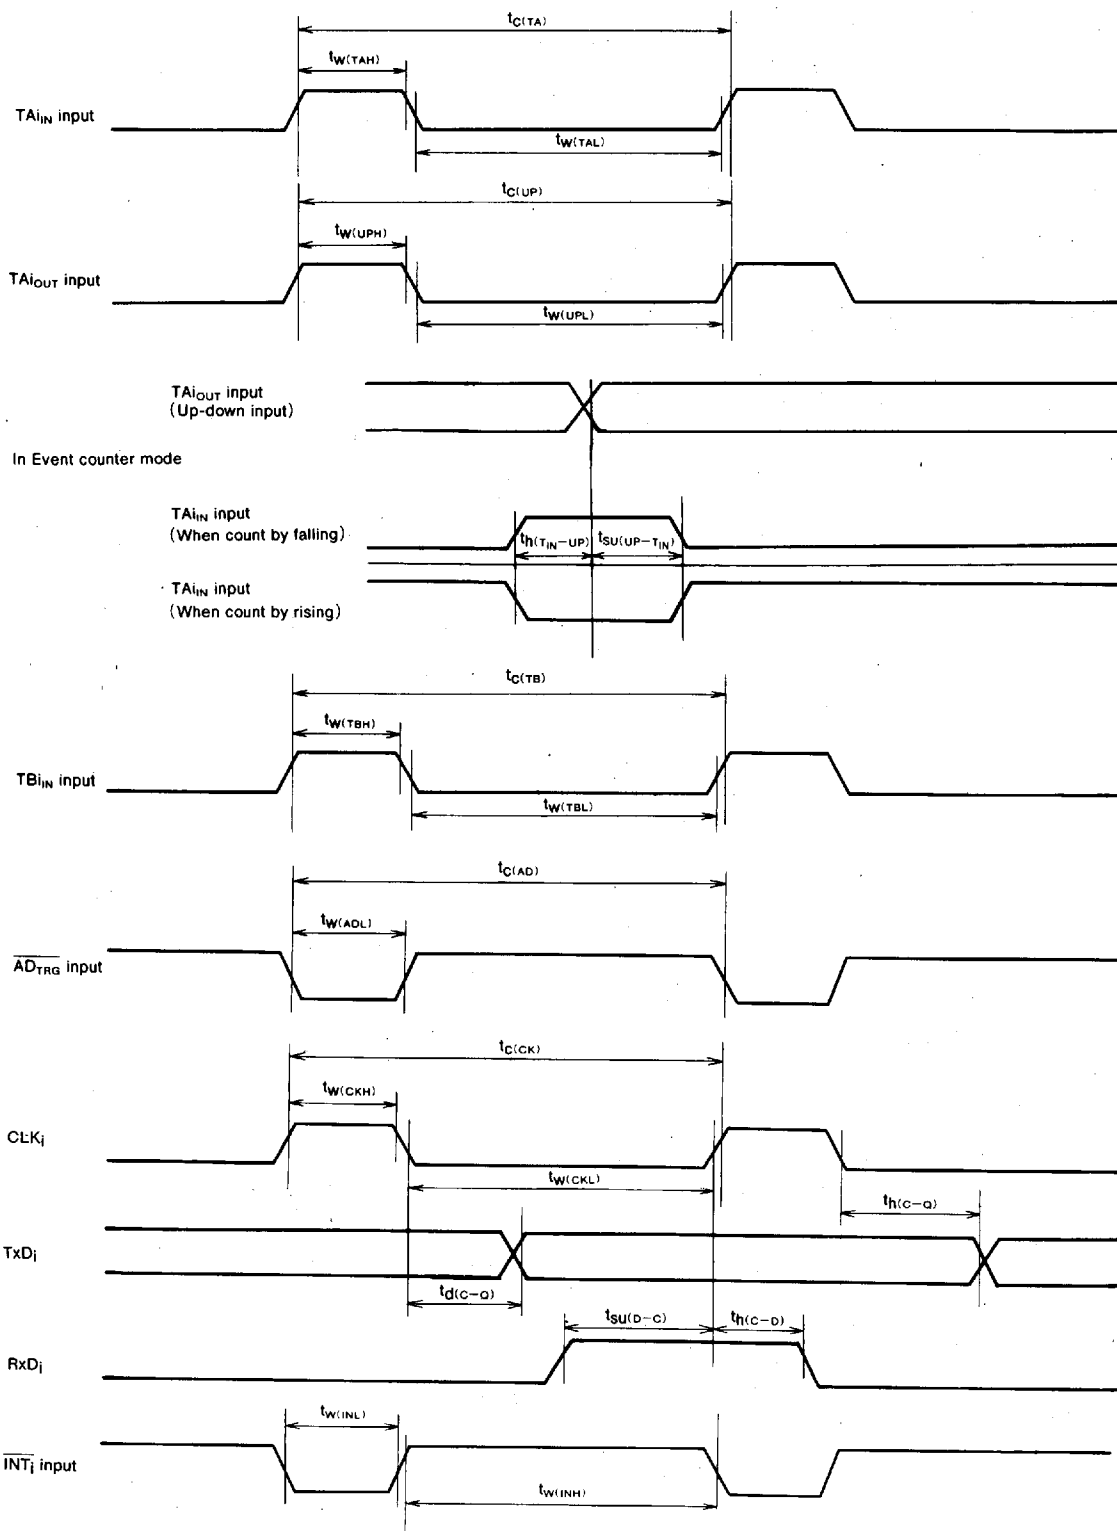 tC(TA)
tW(TAH)
TAiIN input
tW(TAL)
tC(UP)
tW(UPH)
TAiOUT input
tW(UPL)
TAiOUT input
(Up-down input)
In Event counter mode
TAiIN input
(When count by falling)
th(TIN−UP) tSU(UP−TIN)
TAiIN input
(When count by rising)
tC(TB)
tW(TBH)
TBiIN input
tW(TBL)
tC(AD)
tW(ADL)
ADTRG input
tC(CK)
tW(CKH)
CLKi
tW(CKL)
th(C−Q)
TxDi
td(C−Q)
tSU(D−C) th(C−D)
RxDi
tW(INL)
INTi input
tW(INH)